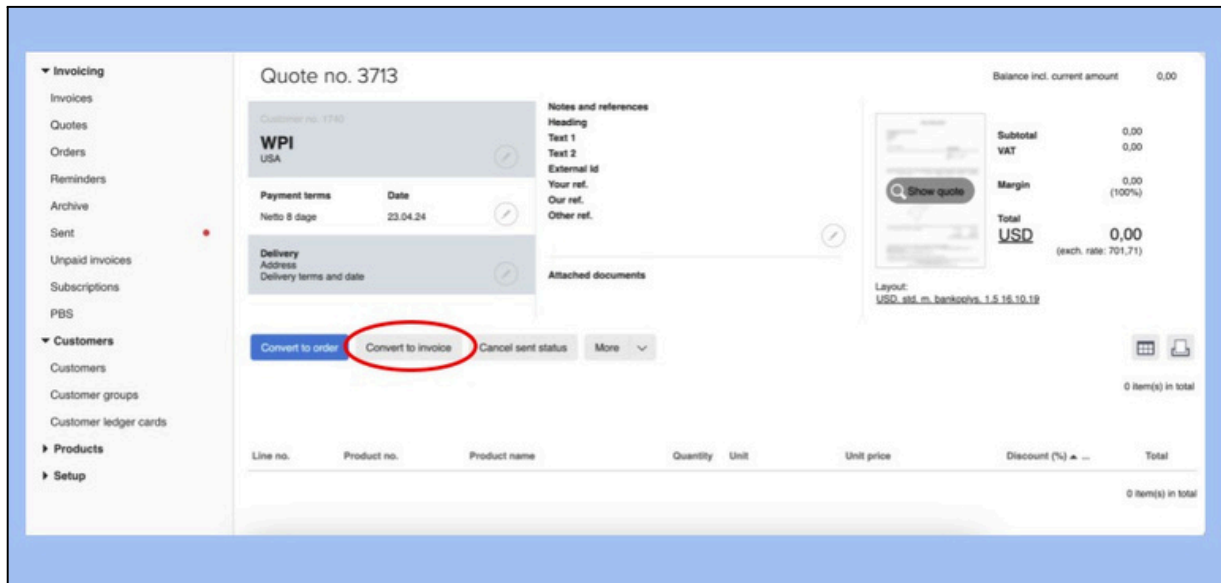 Invoicing
Invoices
Quotes
Orders
Reminders
Archive
Sent
Unpaid invoices
Subscriptions
PBS
Customers
Customers
Customer groups
Customer ledger cards
Products
Setup
Quote no. 3713
Balance incl. current amount 0,00
Customer no. 1740
WPI
USA
Payment terms Date
Netto 8 dage 23.04.24
Delivery
Address
Delivery terms and date
Notes and references
Heading
Text 1
Text 2
External id
Your ref.
Our ref.
Other ref.
Attached documents
Show quote
Layout:
USD. std. m. bankoplys. 1.5 16.10.19
Subtotal 0,00
VAT 0,00
Margin 0,00
(100%)
Total
USD 0,00
(exch. rate: 701,71)
Convert to order Convert to invoice Cancel sent status More
0 item(s) in total
Line no. Product no. Product name Quantity Unit Unit price Discount (%) ▲ ... Total
0 item(s) in total